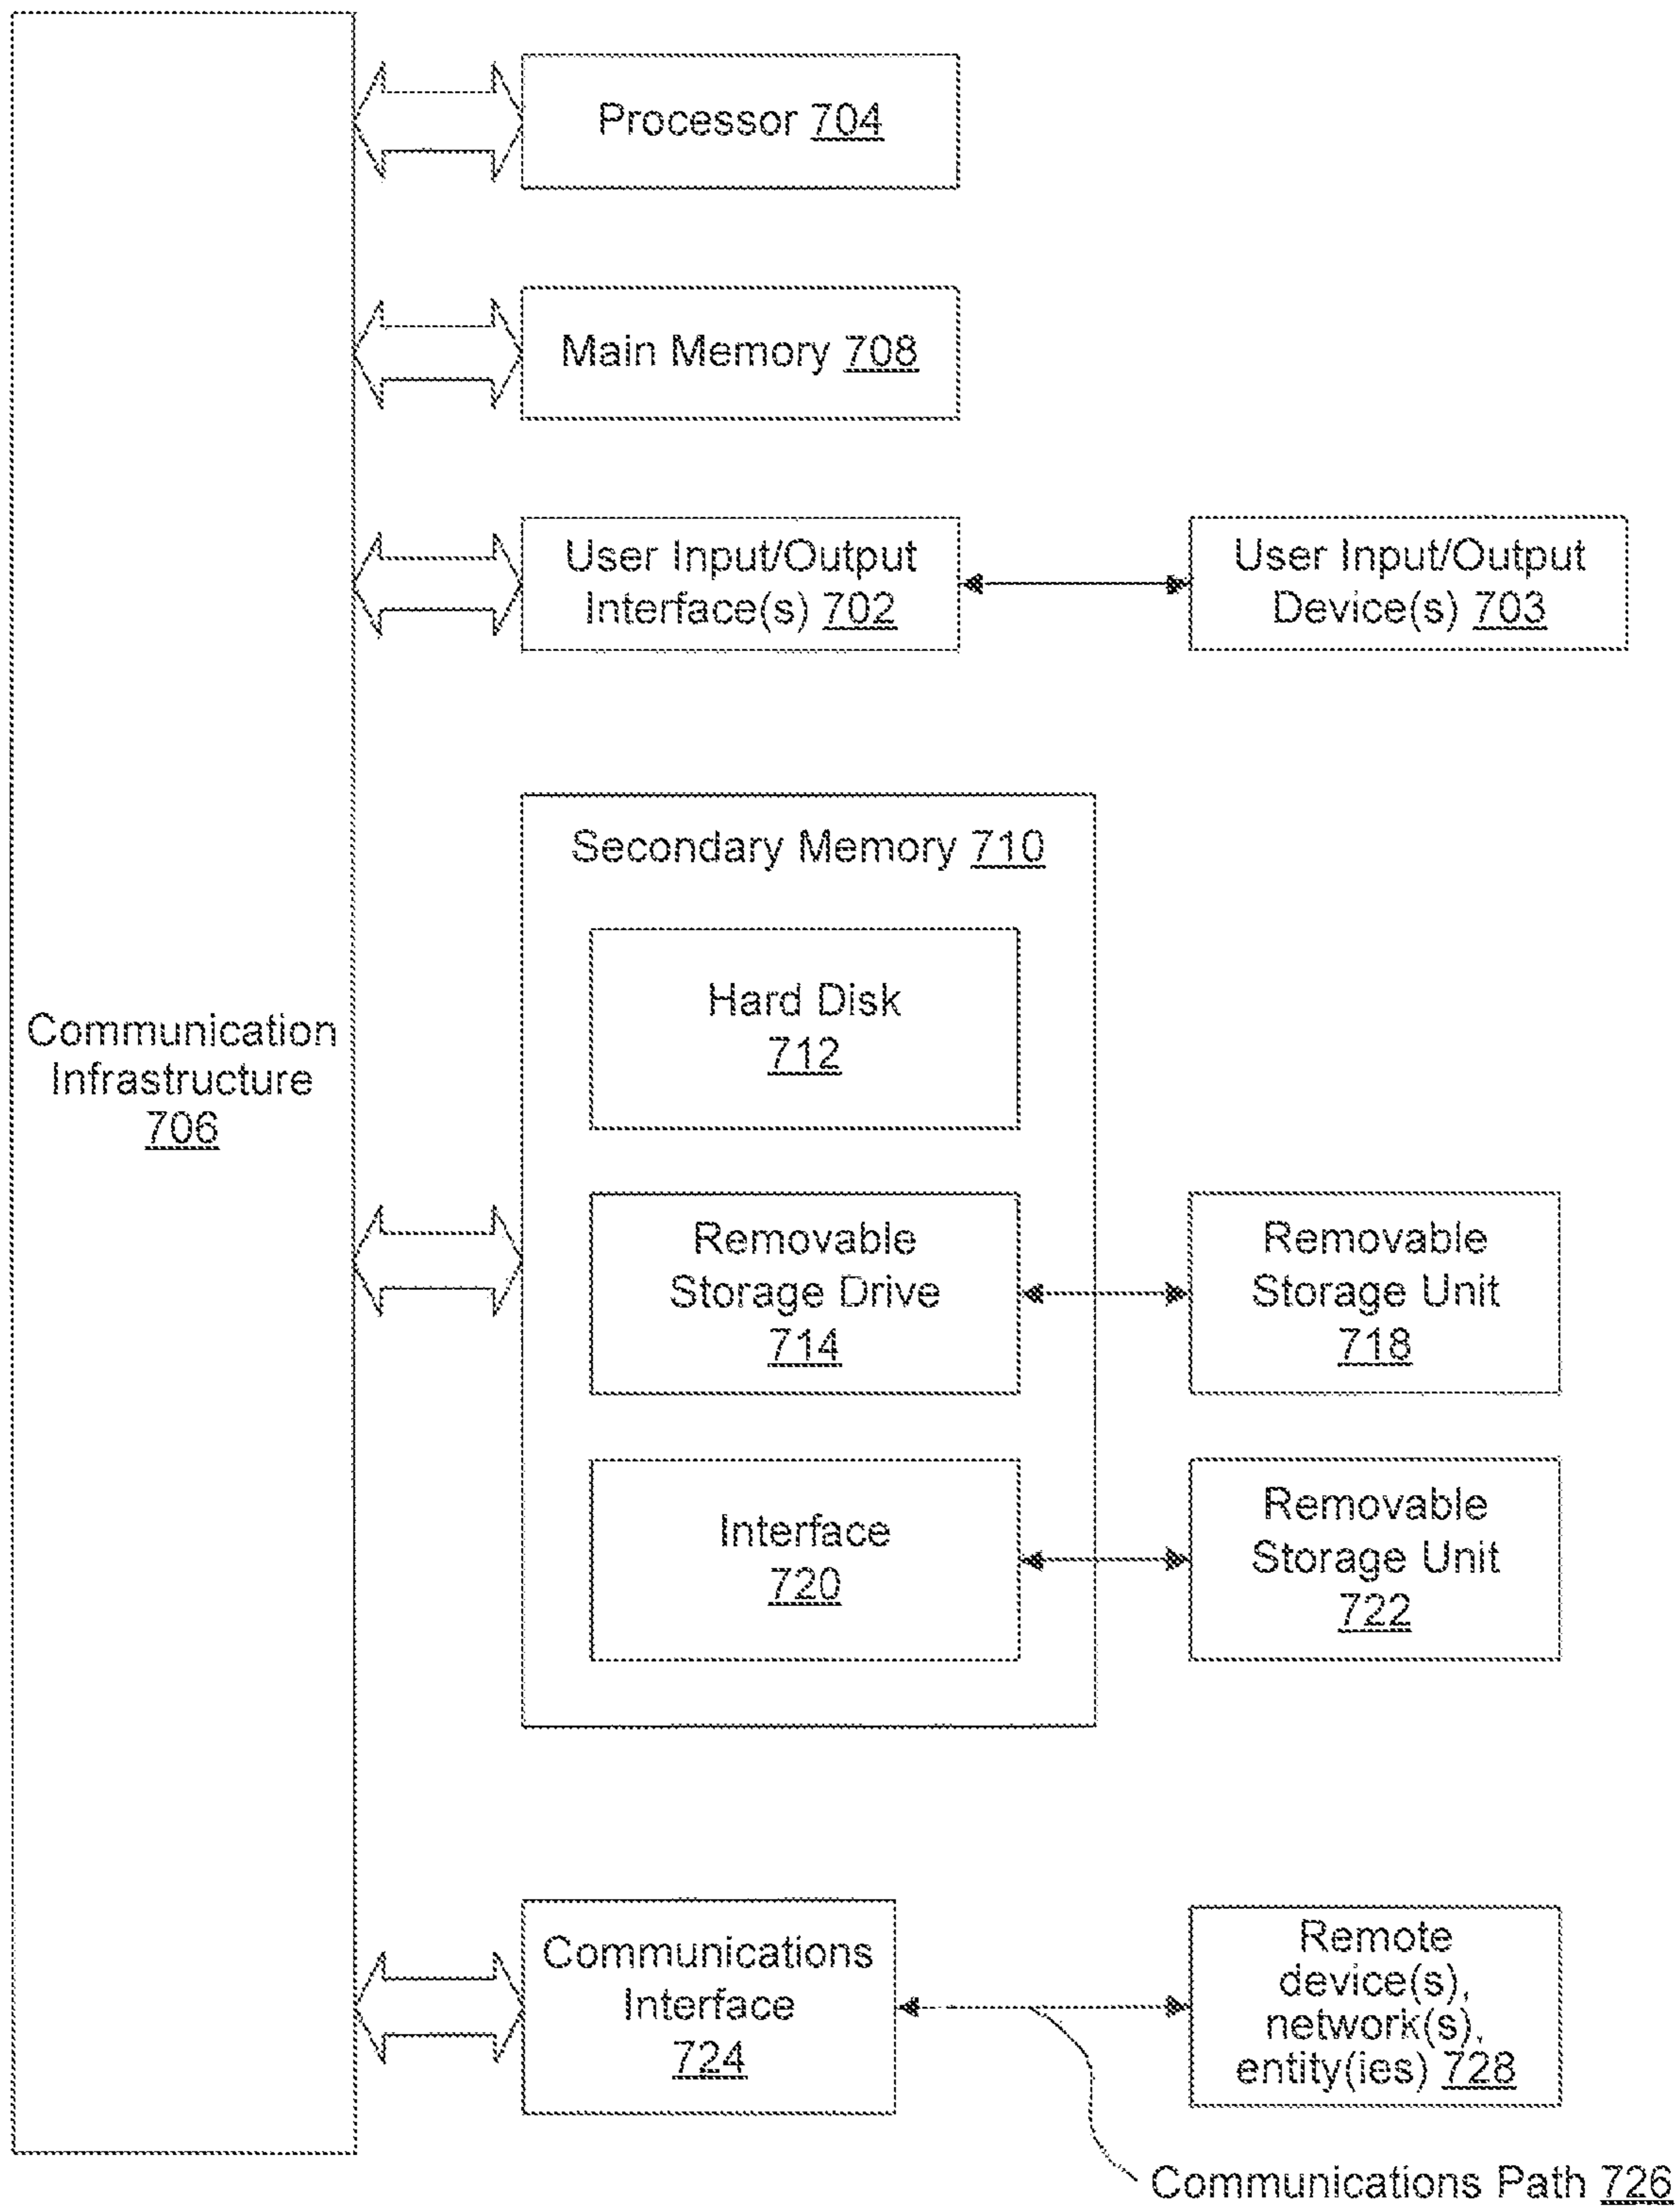 Processor 704
Main Memory 708
User Input/Output
Interface(s) 702
User Input/Output
Device(s) 703
Secondary Memory 710
Hard Disk
712
Communication
Infrastructure
706
Removable
Storage Drive
714
Removable
Storage Unit
718
Interface
720
Removable
Storage Unit
722
Communications
Interface
724
Remote
device(s),
network(s),
entity(ies) 728
Communications Path 726